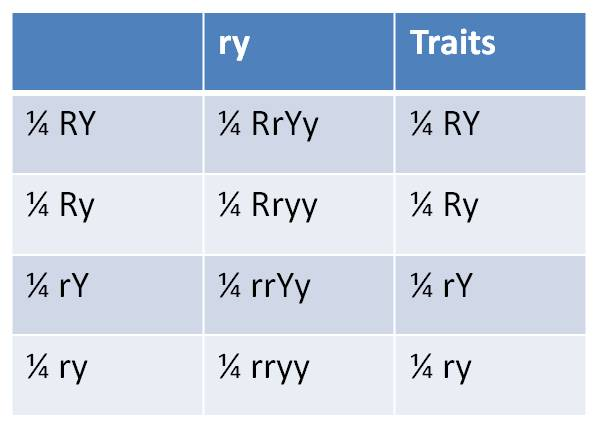 ry Traits
¼ RY ¼ RrYy ¼ RY
¼ Ry ¼ Rryy ¼ Ry
¼ rY ¼ rrYy ¼ rY
¼ ry ¼ rryy ¼ ry